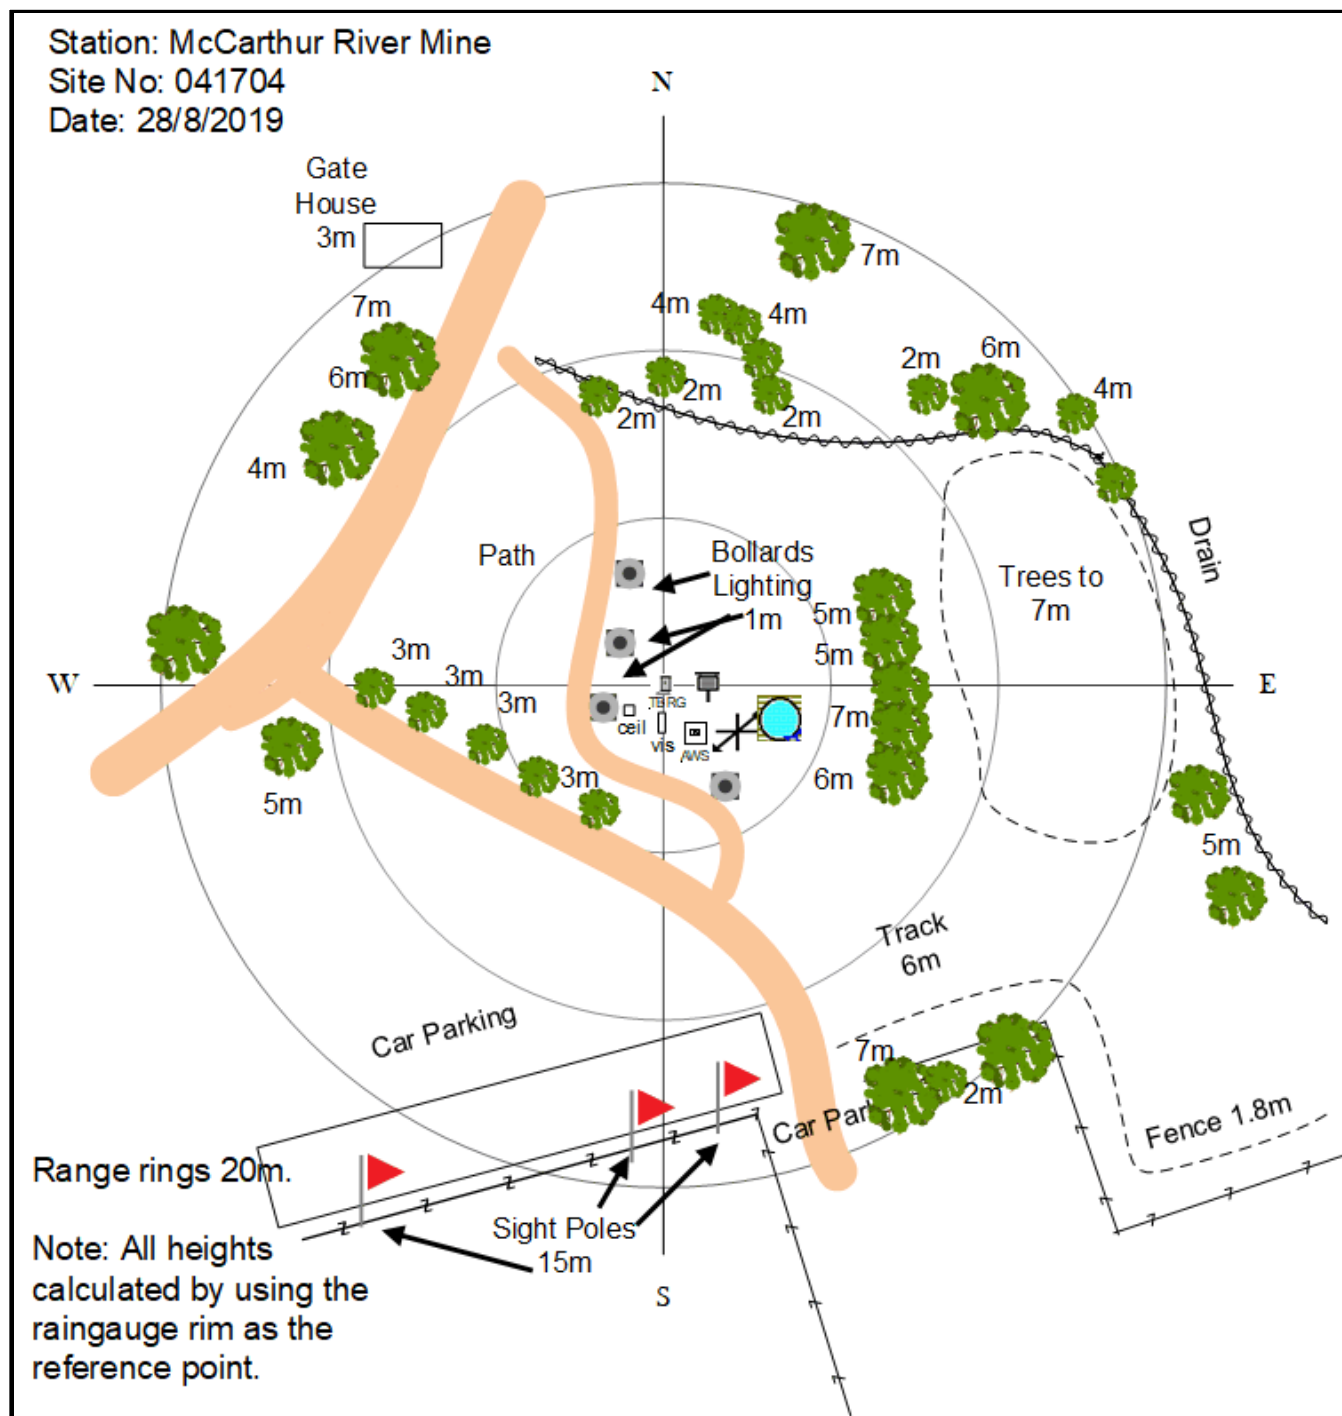 Station: McCarthur River Mine
Site No: 041704
Date: 28/8/2019
N
Gate
House
3m
7m
7m
4m
4m
6m
2m
6m
4m
2m
2m
2m
4m
Drain
Path
Bollards
Lighting
1m
Trees to
7m
5m
5m
3m
3m
3m
W
E
TBRG
7m
ceil
vis
AWS
6m
3m
5m
5m
Track
6m
Car Parking
7m
2m
Car Park
Fence 1.8m
Range rings 20m.
Sight Poles
15m
Note: All heights
calculated by using the
raingauge rim as the
reference point.
S